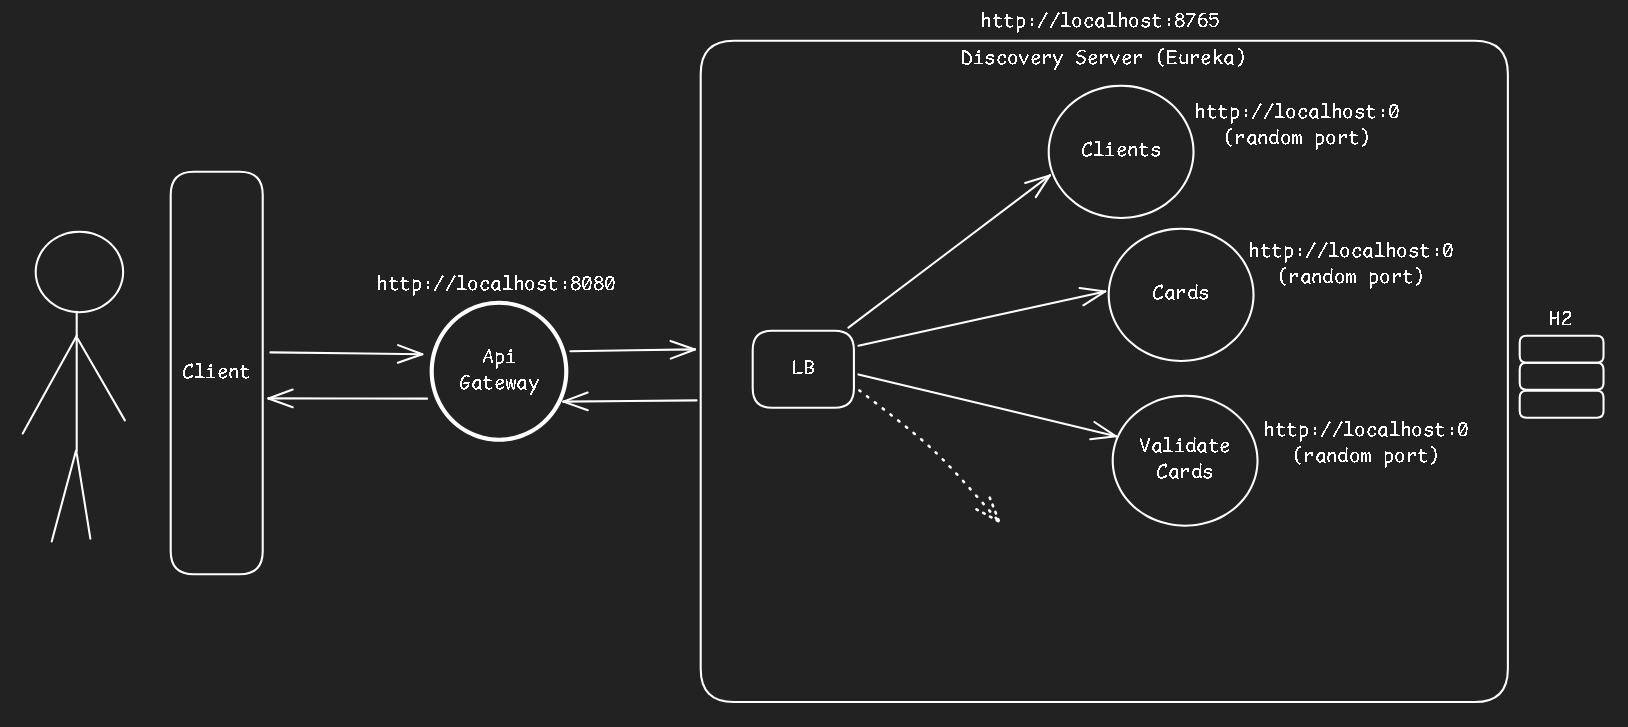 http://localhost:8765
Discovery Server (Eureka)
http://localhost:0
(random port)
Clients
http://localhost:0
(random port)
Cards
http://localhost:8080
H2
Api
Gateway
Client
LB
Validate
Cards
http://localhost:0
(random port)